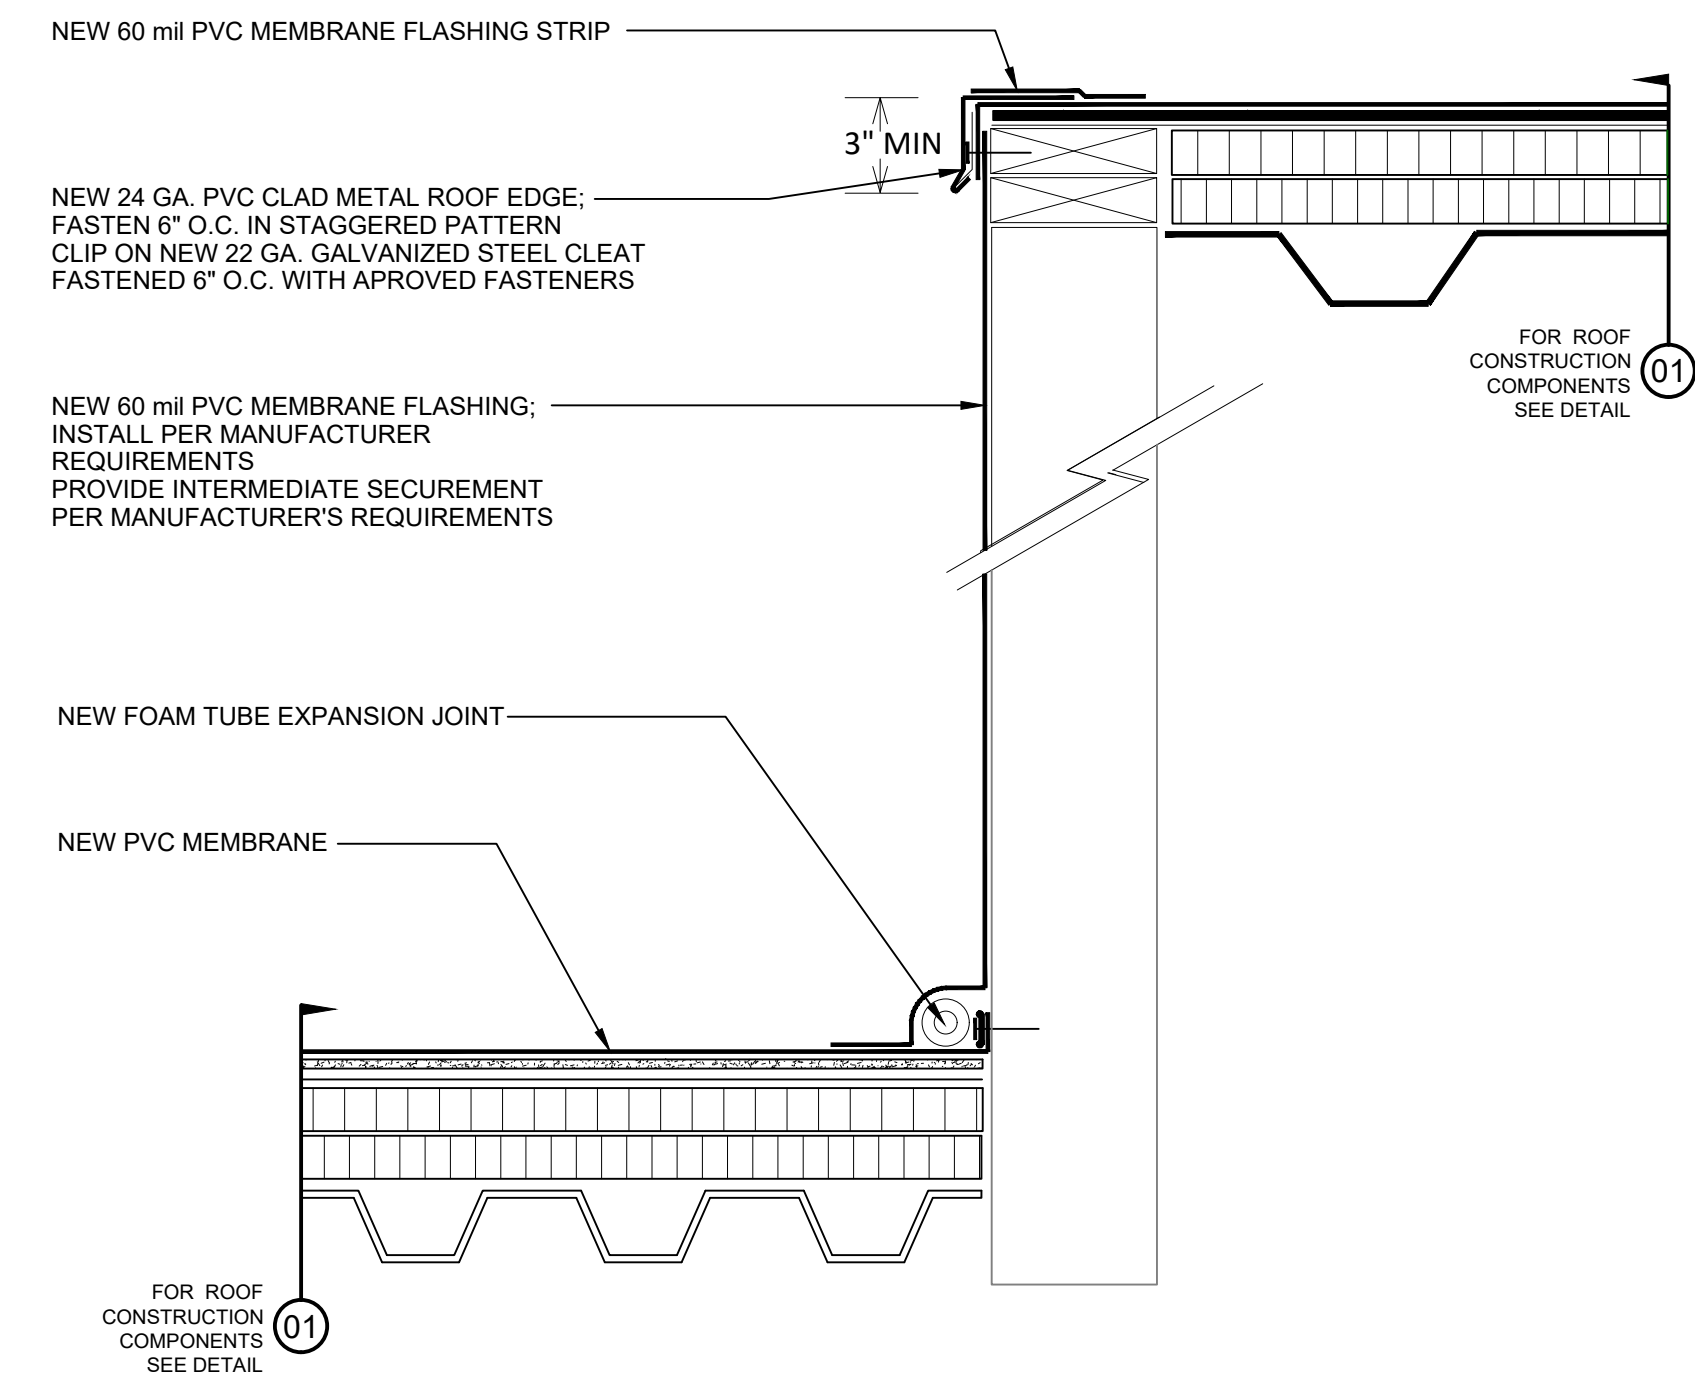 NEW 60 mil PVC MEMBRANE FLASHING STRIP
3" MIN
NEW 24 GA. PVC CLAD METAL ROOF EDGE;
FASTEN 6" O.C. IN STAGGERED PATTERN
CLIP ON NEW 22 GA. GALVANIZED STEEL CLEAT
FASTENED 6" O.C. WITH APROVED FASTENERS
FOR ROOF
CONSTRUCTION
COMPONENTS
SEE DETAIL
01
NEW 60 mil PVC MEMBRANE FLASHING;
INSTALL PER MANUFACTURER
REQUIREMENTS
PROVIDE INTERMEDIATE SECUREMENT
PER MANUFACTURER'S REQUIREMENTS
NEW FOAM TUBE EXPANSION JOINT
NEW PVC MEMBRANE
FOR ROOF
CONSTRUCTION
COMPONENTS
SEE DETAIL
01